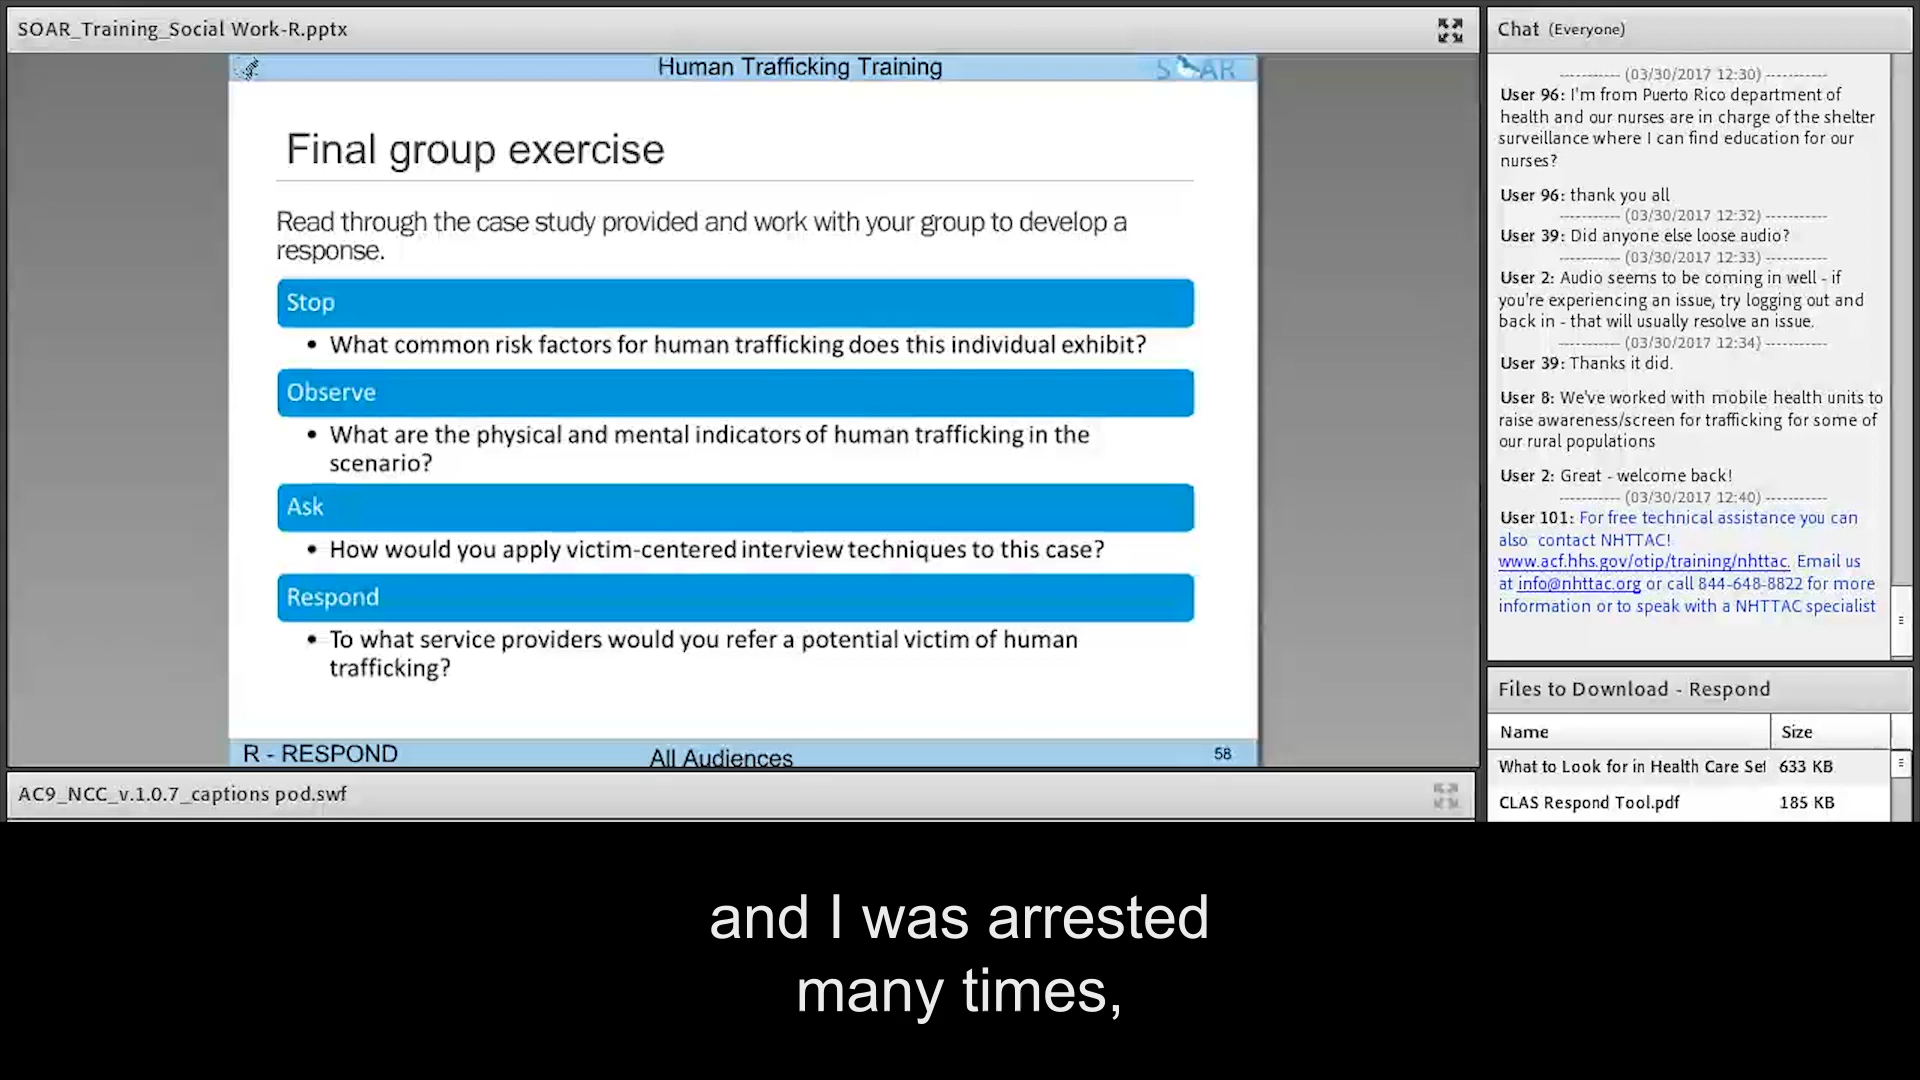 SOAR_Training_Social Work-R.pptx
Human Trafficking Training
SOAR
Final group exercise
Read through the case study provided and work with your group to develop a
response.
Stop
• What common risk factors for human trafficking does this individual exhibit?
Observe
• What are the physical and mental indicators of human trafficking in the
scenario?
Ask
• How would you apply victim-centered interview techniques to this case?
Respond
• To what service providers would you refer a potential victim of human
trafficking?
R - RESPOND
All Audiences
58
Chat (Everyone)
----------- (03/30/2017 12:30) -----------
User 96: I'm from Puerto Rico department of
health and our nurses are in charge of the shelter
surveillance where I can find education for our
nurses?
User 96: thank you all
----------- (03/30/2017 12:32) -----------
User 39: Did anyone else loose audio?
----------- (03/30/2017 12:33) -----------
User 2: Audio seems to be coming in well - if
you're experiencing an issue, try logging out and
back in - that will usually resolve an issue.
----------- (03/30/2017 12:34) -----------
User 39: Thanks it did.
User 8: We've worked with mobile health units to
raise awareness/screen for trafficking for some of
our rural populations
User 2: Great - welcome back!
----------- (03/30/2017 12:40) -----------
User 101: For free technical assistance you can
also contact NHTTAC!
www.acf.hhs.gov/otip/training/nhttac. Email us
at info@nhttac.org or call 844-648-8822 for more
information or to speak with a NHTTAC specialist
Files to Download - Respond
Name Size
What to Look for in Health Care Set 633 KB
CLAS Respond Tool.pdf 185 KB
AC9_NCC_v.1.0.7_captions pod.swf
and I was arrested
many times,